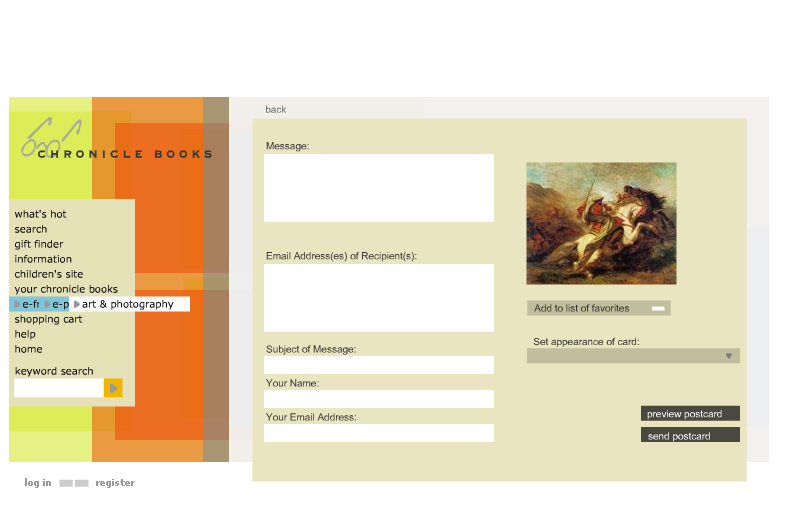 back
CHRONICLE BOOKS
what's hot
search
gift finder
information
children's site
your chronicle books
e-fr e-p art & photography
shopping cart
help
home
keyword search
log in register
Message:
Email Address(es) of Recipient(s):
Subject of Message:
Your Name:
Your Email Address:
Add to list of favorites
Set appearance of card:
preview postcard
send postcard